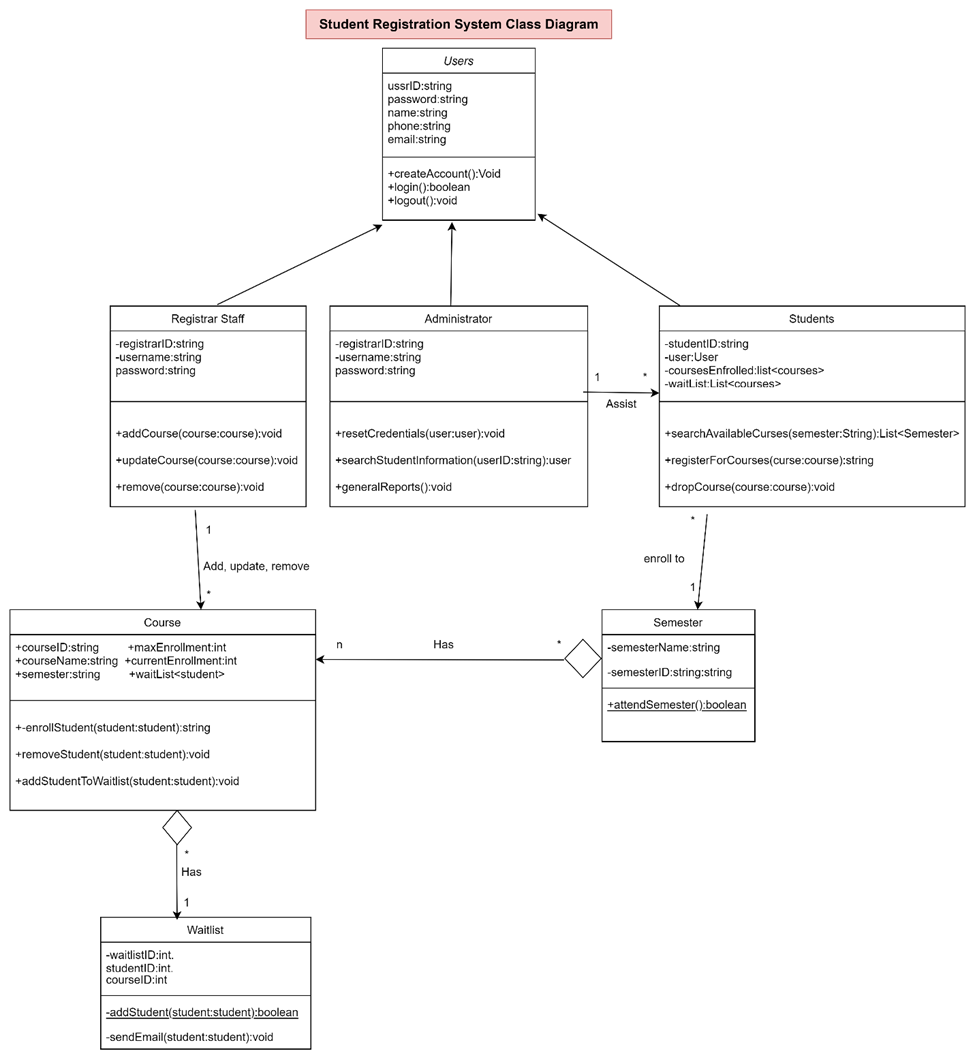 Student Registration System Class Diagram
Users
ussrID:string
password:string
name:string
phone:string
email:string
+createAccount():Void
+login():boolean
+logout():void
Registrar Staff
-registrarID:string
-username:string
password:string
+addCourse(course:course):void
+updateCourse(course:course):void
+remove(course:course):void
Administrator
-registrarID:string
-username:string
password:string
+resetCredentials(user:user):void
+searchStudentInformation(userID:string):user
+generalReports():void
1
*
Assist
Students
-studentID:string
-user:User
-coursesEnfrolled:list<courses>
-waitList:List<courses>
+searchAvailableCurses(semester:String):List<Semester>
+registerForCourses(curse:course):string
+dropCourse(course:course):void
1
Add, update, remove
*
*
enroll to
1
Course
+courseID:string +maxEnrollment:int
+courseName:string +currentEnrollment:int
+semester:string +waitList<student>
+-enrollStudent(student:student):string
+removeStudent(student:student):void
+addStudentToWaitlist(student:student):void
n
Has
*
Semester
-semesterName:string
-semesterID:string:string
+attendSemester():boolean
*
Has
1
Waitlist
-waitlistID:int.
studentID:int.
courseID:int
-addStudent(student:student):boolean
-sendEmail(student:student):void